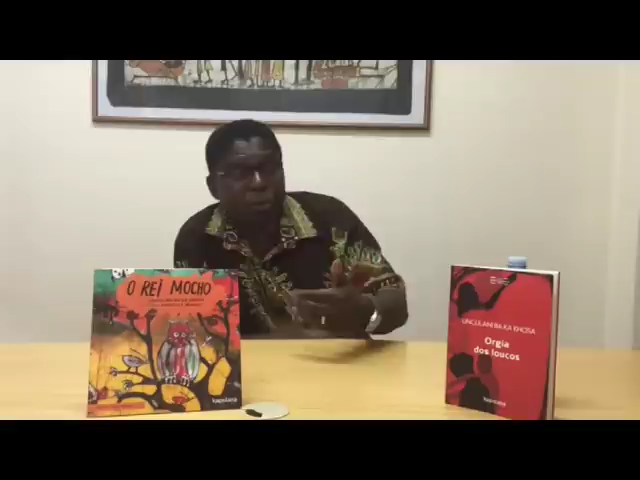 O REI MOCHO
kapulana
UNGULANI BA KA KHOSA
Orgia
dos loucos
kapulana